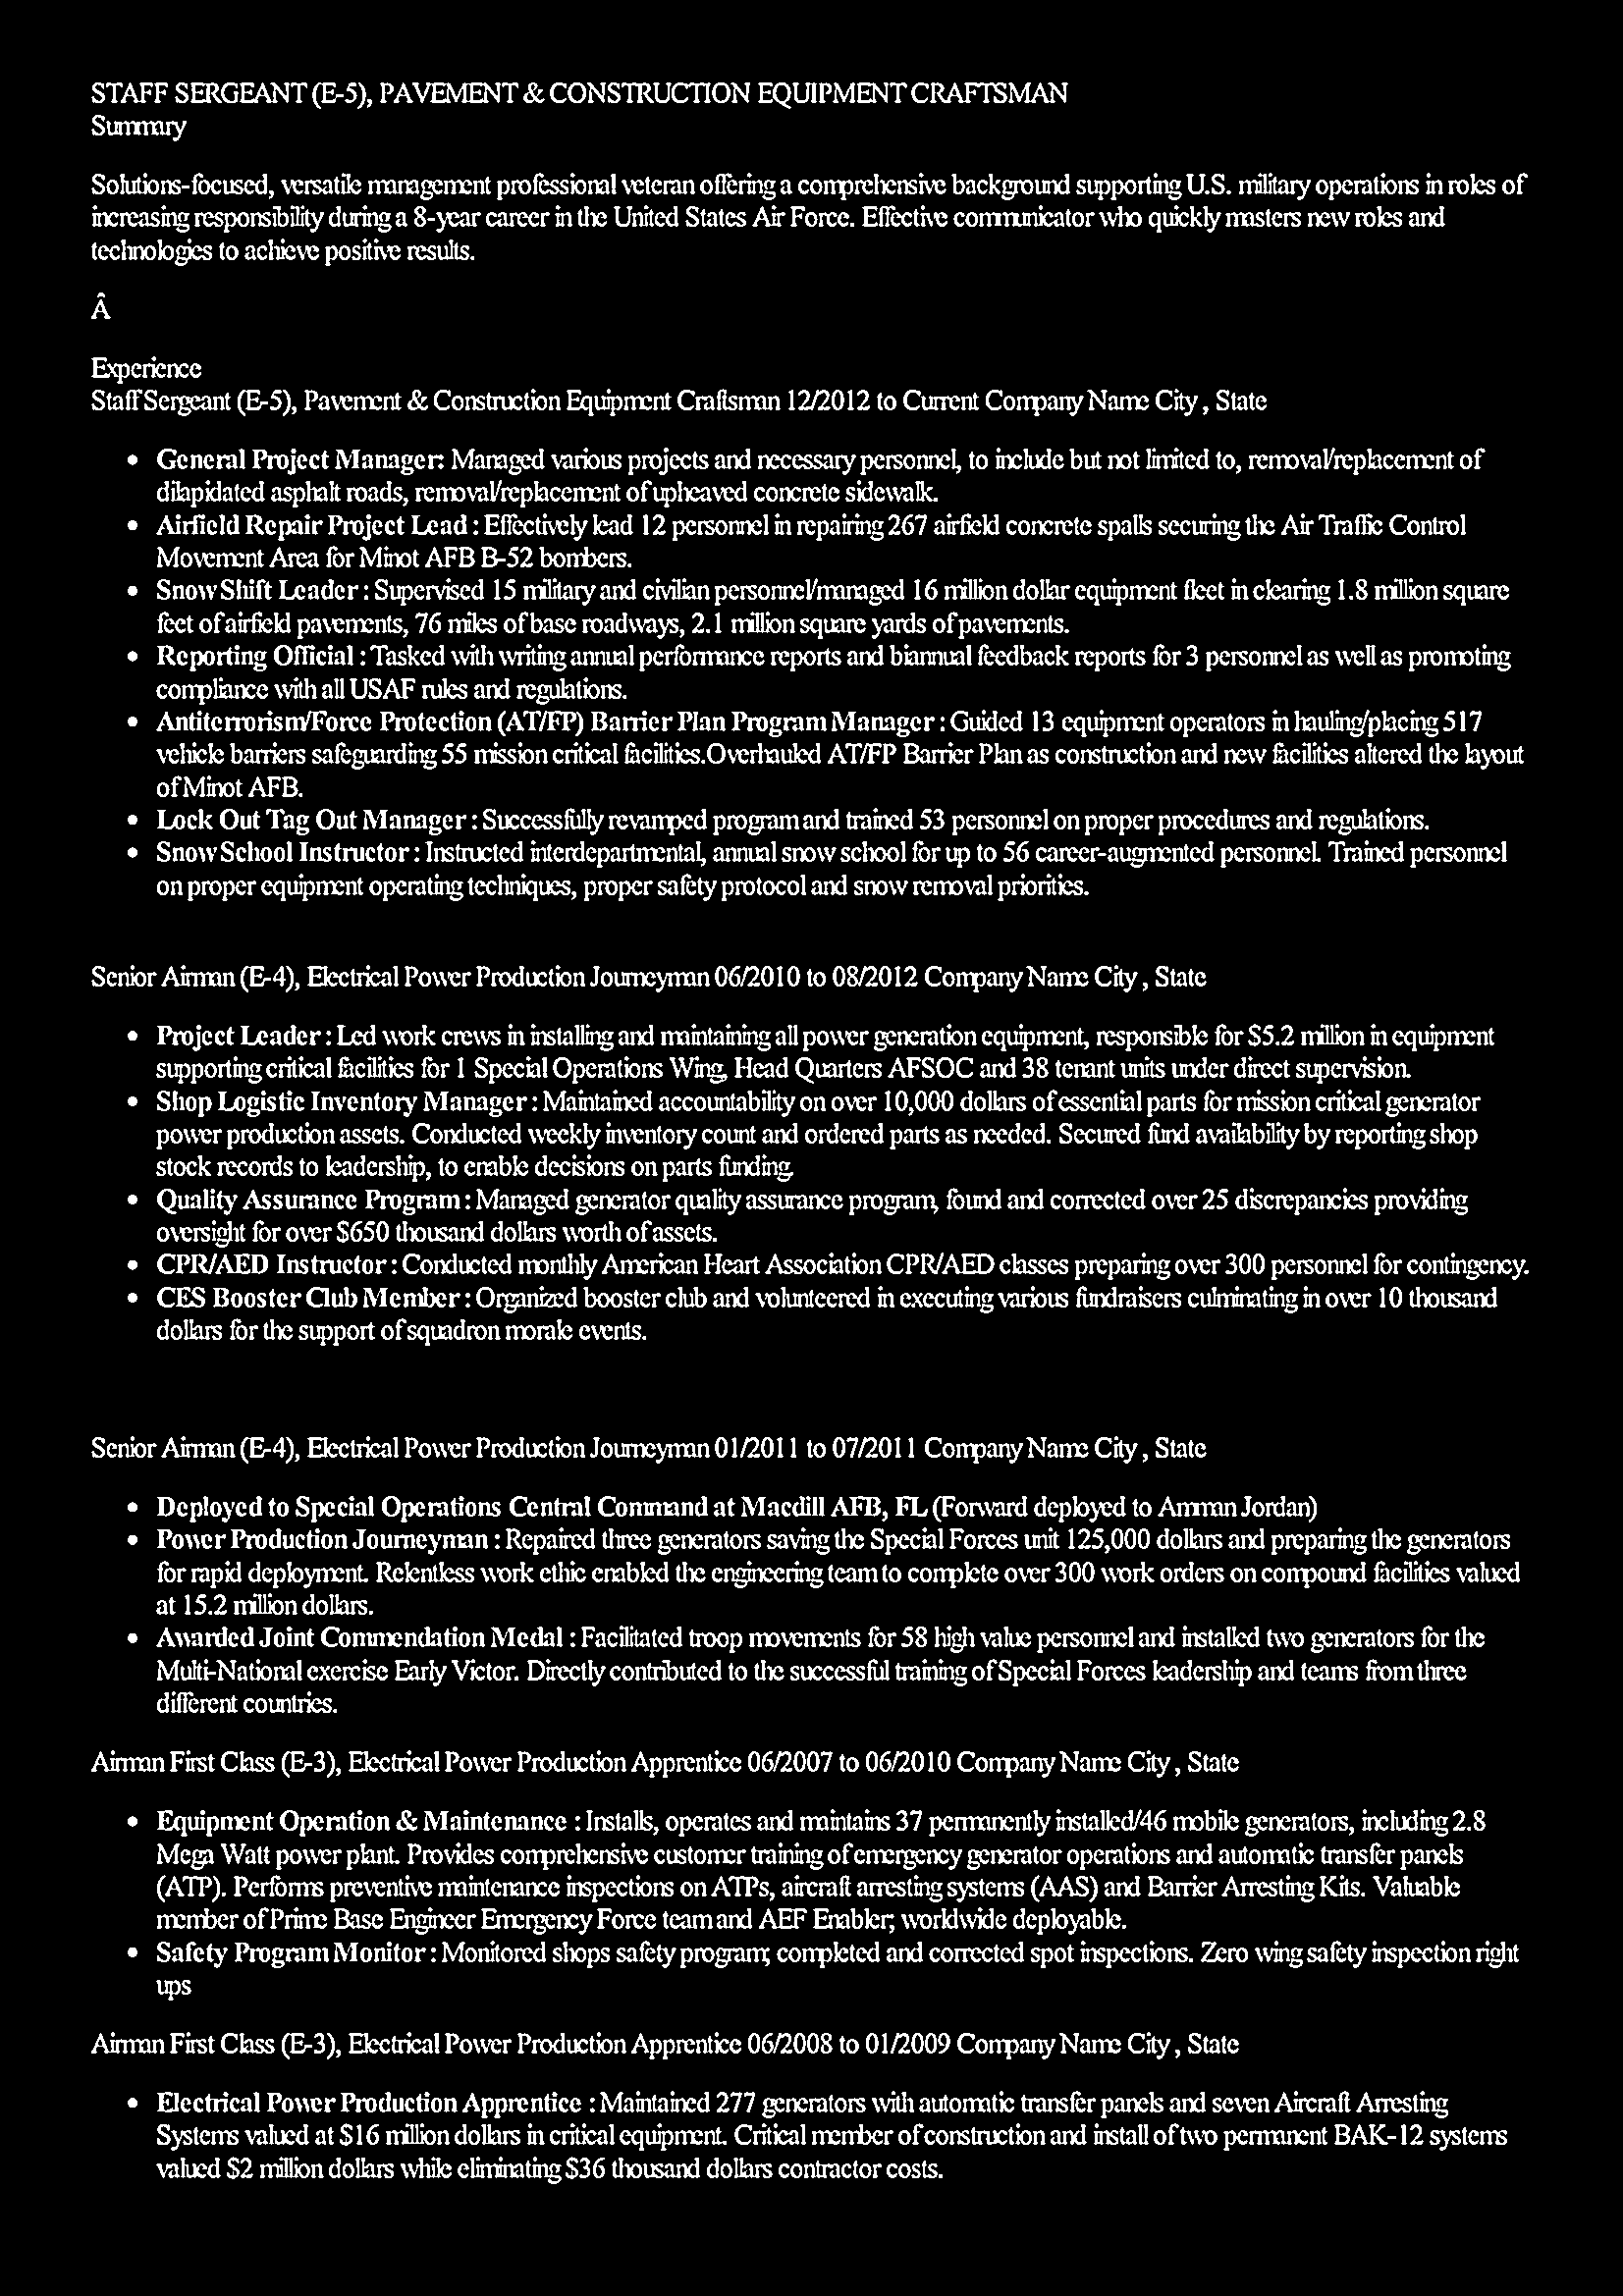 STAFF SERGEANT (E-5), PAVEMENT & CONSTRUCTION EQUIPMENT CRAFTSMAN
Summary
Solutions-focused, versatile management professional veteran offering a comprehensive background supporting U.S. military operations in roles of
increasing responsibility during a 8-year career in the United States Air Force. Effective communicator who quickly masters new roles and
technologies to achieve positive results.
Â
Experience
Staff Sergeant (E-5), Pavement & Construction Equipment Craftsman 12/2012 to Current Company Name City , State
• General Project Manager: Managed various projects and necessary personnel, to include but not limited to, removal/replacement of
dilapidated asphalt roads, removal/replacement of upheaved concrete sidewalk.
• Airfield Repair Project Lead : Effectively lead 12 personnel in repairing 267 airfield concrete spalls securing the Air Traffic Control
Movement Area for Minot AFB B-52 bombers.
• Snow Shift Leader : Supervised 15 military and civilian personnel/managed 16 million dollar equipment fleet in clearing 1.8 million square
feet of airfield pavements, 76 miles of base roadways, 2.1 million square yards of pavements.
• Reporting Official : Tasked with writing annual performance reports and biannual feedback reports for 3 personnel as well as promoting
compliance with all USAF rules and regulations.
• Antiterrorism/Force Protection (AT/FP) Barrier Plan Program Manager : Guided 13 equipment operators in hauling/placing 517
vehicle barriers safeguarding 55 mission critical facilities.Overhauled AT/FP Barrier Plan as construction and new facilities altered the layout
of Minot AFB.
• Lock Out Tag Out Manager : Successfully revamped program and trained 53 personnel on proper procedures and regulations.
• Snow School Instructor : Instructed interdepartmental, annual snow school for up to 56 career-augmented personnel. Trained personnel
on proper equipment operating techniques, proper safety protocol and snow removal priorities.
Senior Airman (E-4), Electrical Power Production Journeyman 06/2010 to 08/2012 Company Name City , State
• Project Leader : Led work crews in installing and maintaining all power generation equipment, responsible for $5.2 million in equipment
supporting critical facilities for 1 Special Operations Wing, Head Quarters AFSOC and 38 tenant units under direct supervision.
• Shop Logistic Inventory Manager : Maintained accountability on over 10,000 dollars of essential parts for mission critical generator
power production assets. Conducted weekly inventory count and ordered parts as needed. Secured fund availability by reporting shop
stock records to leadership, to enable decisions on parts funding.
• Quality Assurance Program : Managed generator quality assurance program, found and corrected over 25 discrepancies providing
oversight for over $650 thousand dollars worth of assets.
• CPR/AED Instructor : Conducted monthly American Heart Association CPR/AED classes preparing over 300 personnel for contingency.
• CES Booster Club Member : Organized booster club and volunteered in executing various fundraisers culminating in over 10 thousand
dollars for the support of squadron morale events.
Senior Airman (E-4), Electrical Power Production Journeyman 01/2011 to 07/2011 Company Name City , State
• Deployed to Special Operations Central Command at Macdill AFB, FL (Forward deployed to Amman Jordan)
• Power Production Journeyman : Repaired three generators saving the Special Forces unit 125,000 dollars and preparing the generators
for rapid deployment. Relentless work ethic enabled the engineering team to complete over 300 work orders on compound facilities valued
at 15.2 million dollars.
• Awarded Joint Commendation Medal : Facilitated troop movements for 58 high value personnel and installed two generators for the
Multi-National exercise Early Victor. Directly contributed to the successful training of Special Forces leadership and teams from three
different countries.
Airman First Class (E-3), Electrical Power Production Apprentice 06/2007 to 06/2010 Company Name City , State
• Equipment Operation & Maintenance : Installs, operates and maintains 37 permanently installed/46 mobile generators, including 2.8
Mega Watt power plant. Provides comprehensive customer training of emergency generator operations and automatic transfer panels
(ATP). Performs preventive maintenance inspections on ATPs, aircraft arresting systems (AAS) and Barrier Arresting Kits. Valuable
member of Prime Base Engineer Emergency Force team and AEF Enabler; worldwide deployable.
• Safety Program Monitor : Monitored shops safety program; completed and corrected spot inspections. Zero wing safety inspection right
ups
Airman First Class (E-3), Electrical Power Production Apprentice 06/2008 to 01/2009 Company Name City , State
• Electrical Power Production Apprentice : Maintained 277 generators with automatic transfer panels and seven Aircraft Arresting
Systems valued at $16 million dollars in critical equipment. Critical member of construction and install of two permanent BAK-12 systems
valued $2 million dollars while eliminating $36 thousand dollars contractor costs.